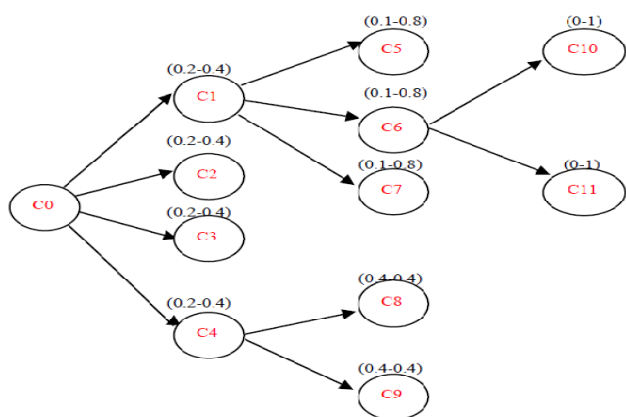 (0.1-0.8)
C5
(0-1)
C10
(0.2-0.4)
C1
(0.1-0.8)
C6
(0.2-0.4)
C2
(0.1-0.8)
C7
(0-1)
C11
C0
(0.2-0.4)
C3
(0.2-0.4)
C4
(0.4-0.4)
C8
(0.4-0.4)
C9